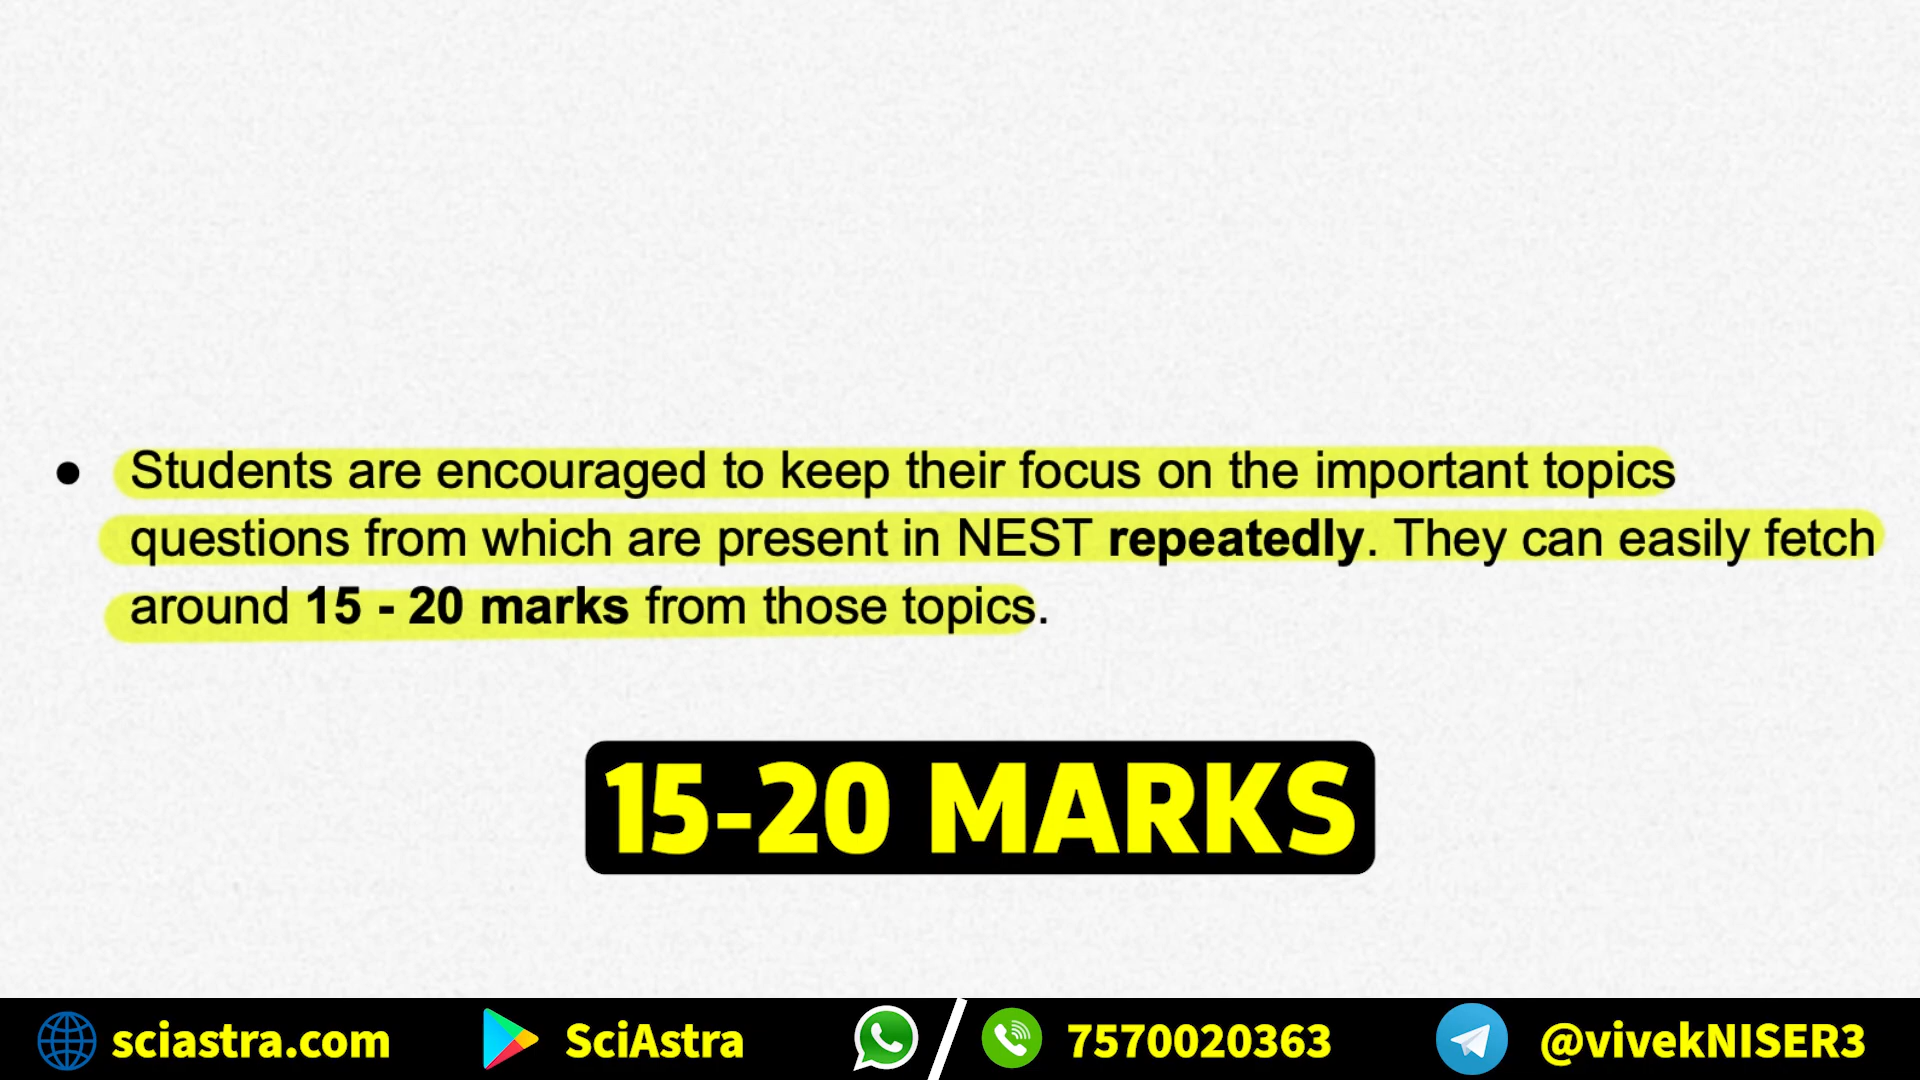 ● Students are encouraged to keep their focus on the important topics
questions from which are present in NEST repeatedly. They can easily fetch
around 15 - 20 marks from those topics.
15-20 MARKS
sciastra.com SciAstra / 7570020363 @vivekNISER3